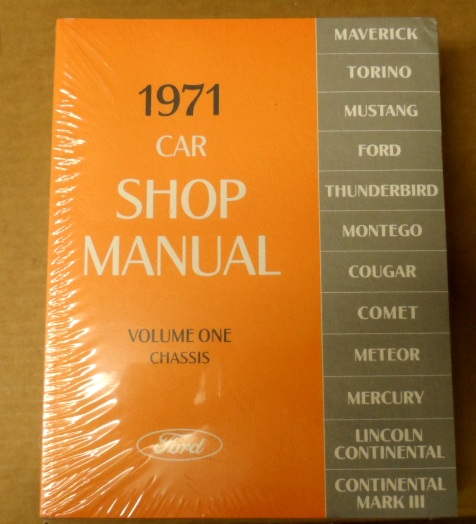 1971
CAR
SHOP
MANUAL
VOLUME ONE
CHASSIS
Ford
MAVERICK
TORINO
MUSTANG
FORD
THUNDERBIRD
MONTEGO
COUGAR
COMET
METEOR
MERCURY
LINCOLN
CONTINENTAL
CONTINENTAL
MARK III